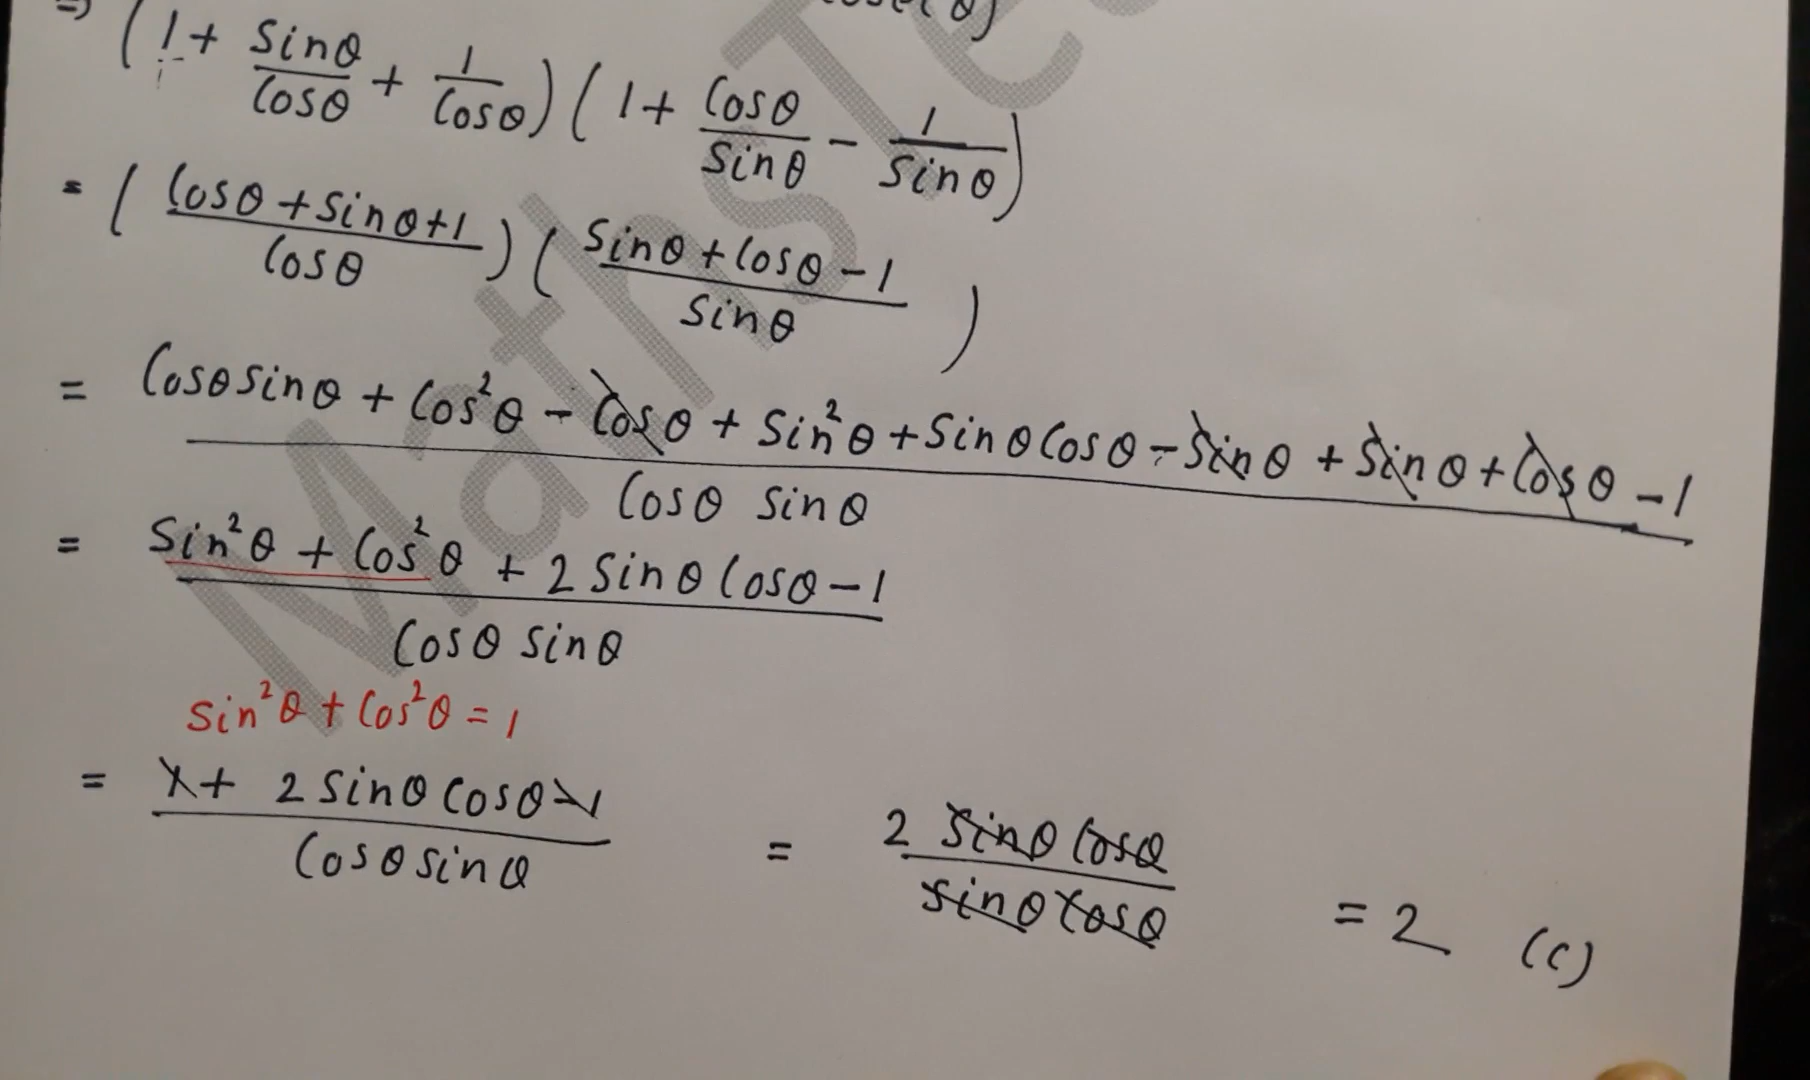 ⇒ (1 + sinθ/cosθ + 1/cosθ) (1 + cosθ/sinθ - 1/sinθ)
= (cosθ + sinθ + 1 / cosθ) (sinθ + cosθ - 1 / sinθ)
= cosθ sinθ + cos²θ - cosθ + sin²θ + sinθ cosθ - sinθ + sinθ + cosθ - 1 / cosθ sinθ
= sin²θ + cos²θ + 2 sinθ cosθ - 1 / cosθ sinθ
sin²θ + cos²θ = 1
= 1 + 2 sinθ cosθ - 1 / cosθ sinθ = 2 sinθ cosθ / sinθ cosθ = 2 (c)